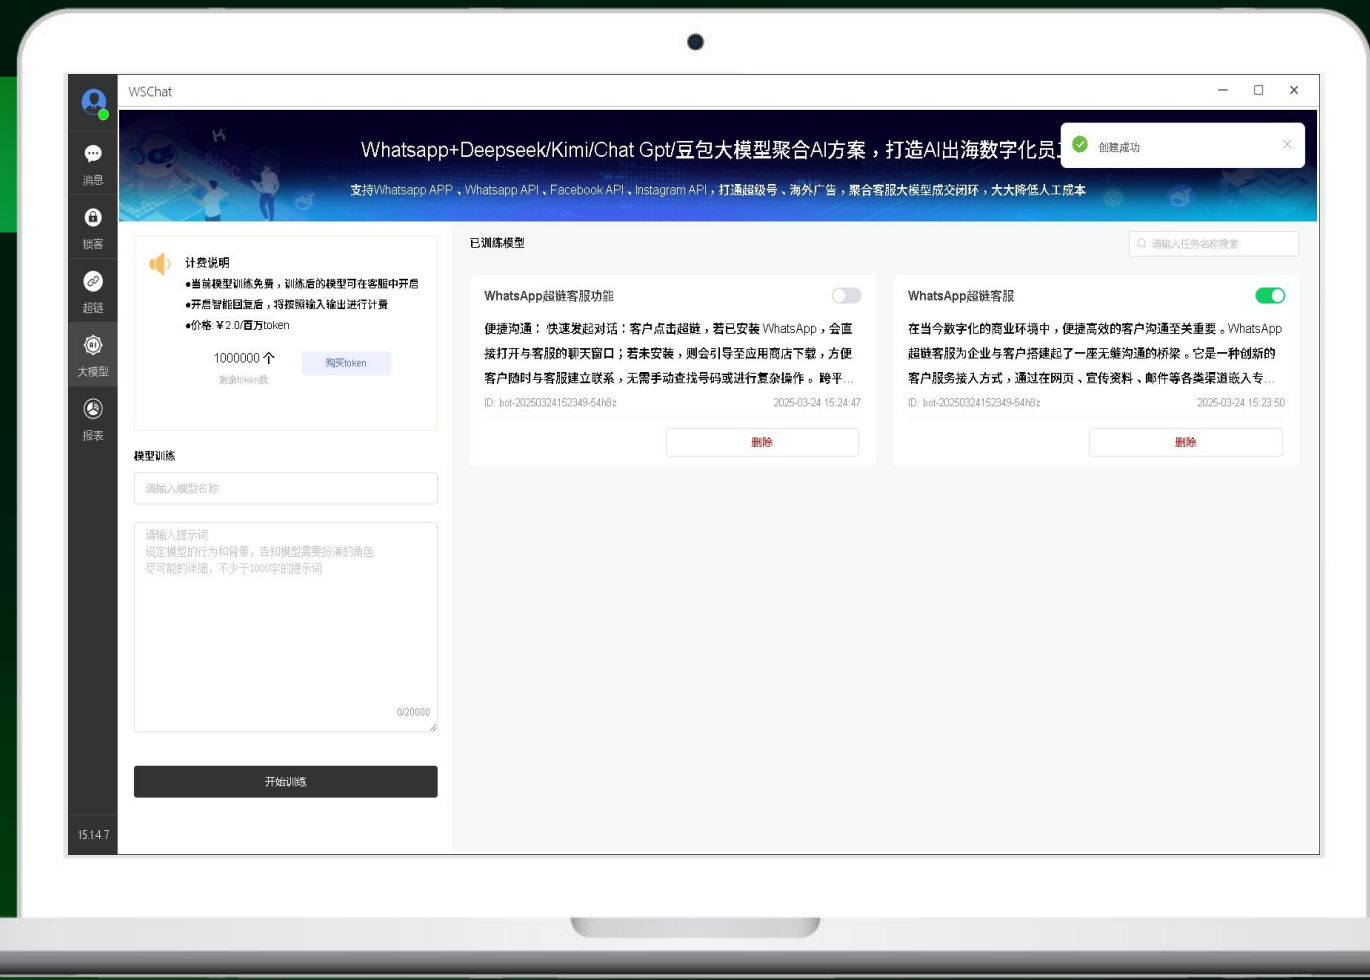 WSChat
消息
锁客
超链
大模型
报表
15.1.4.7
Whatsapp+Deepseek/Kimi/Chat Gpt/豆包大模型聚合AI方案，打造AI出海数字化员
支持Whatsapp APP、Whatsapp API、Facebook API、Instagram API，打通超级号、海外广告，聚合客服大模型成交闭环，大大降低人工成本
创建成功
计费说明
●当前模型训练免费，训练后的模型可在客服中开启
●开启智能回复后，将按照输入输出进行计费
●价格:￥2.0/百万token
1000000 个
剩余token数
购买token
模型训练
请输入模型名称
请输入提示词
设定模型的行为和背景，告知模型需要扮演的角色
尽可能的详细，不少于1000字的提示词
0/20000
开始训练
已训练模型
请输入任务名称搜索
WhatsApp超链客服功能
便捷沟通： 快速发起对话：客户点击超链，若已安装 WhatsApp，会直
接打开与客服的聊天窗口；若未安装，则会引导至应用商店下载，方便
客户随时与客服建立联系，无需手动查找号码或进行复杂操作。跨平...
ID: bot-20250324152349-54h8z
2025-03-24 15:24:47
删除
WhatsApp超链客服
在当今数字化的商业环境中，便捷高效的客户沟通至关重要。WhatsApp
超链客服为企业与客户搭建起了一座无缝沟通的桥梁。它是一种创新的
客户服务接入方式，通过在网页、宣传资料、邮件等各类渠道嵌入专...
ID: bot-20250324152349-54h8z
2025-03-24 15:23:50
删除